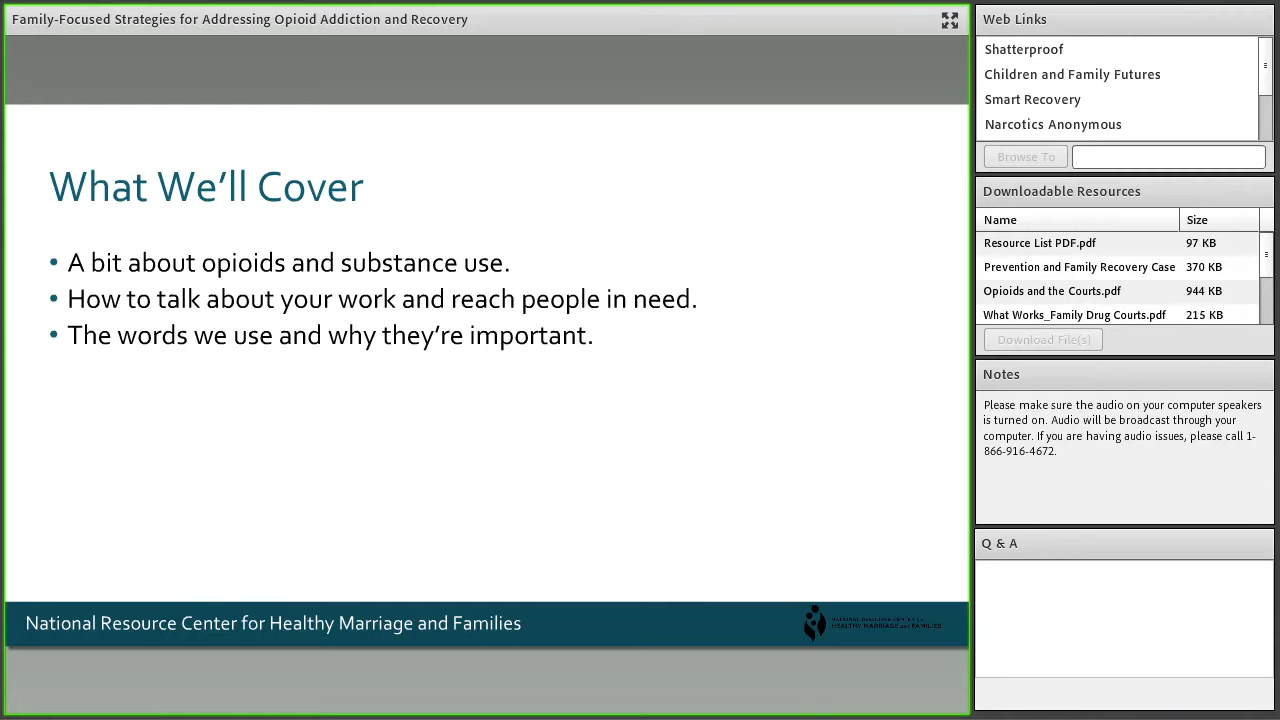 Family-Focused Strategies for Addressing Opioid Addiction and Recovery
What We’ll Cover
• A bit about opioids and substance use.
• How to talk about your work and reach people in need.
• The words we use and why they’re important.
National Resource Center for Healthy Marriage and Families
HEALTHY MARRIAGE and FAMILIES
Web Links
Shatterproof
Children and Family Futures
Smart Recovery
Narcotics Anonymous
Browse To
Downloadable Resources
Name Size
Resource List PDF.pdf 97 KB
Prevention and Family Recovery Case 370 KB
Opioids and the Courts.pdf 944 KB
What Works_Family Drug Courts.pdf 215 KB
Download File(s)
Notes
Please make sure the audio on your computer speakers
is turned on. Audio will be broadcast through your
computer. If you are having audio issues, please call 1-
866-916-4672.
Q & A